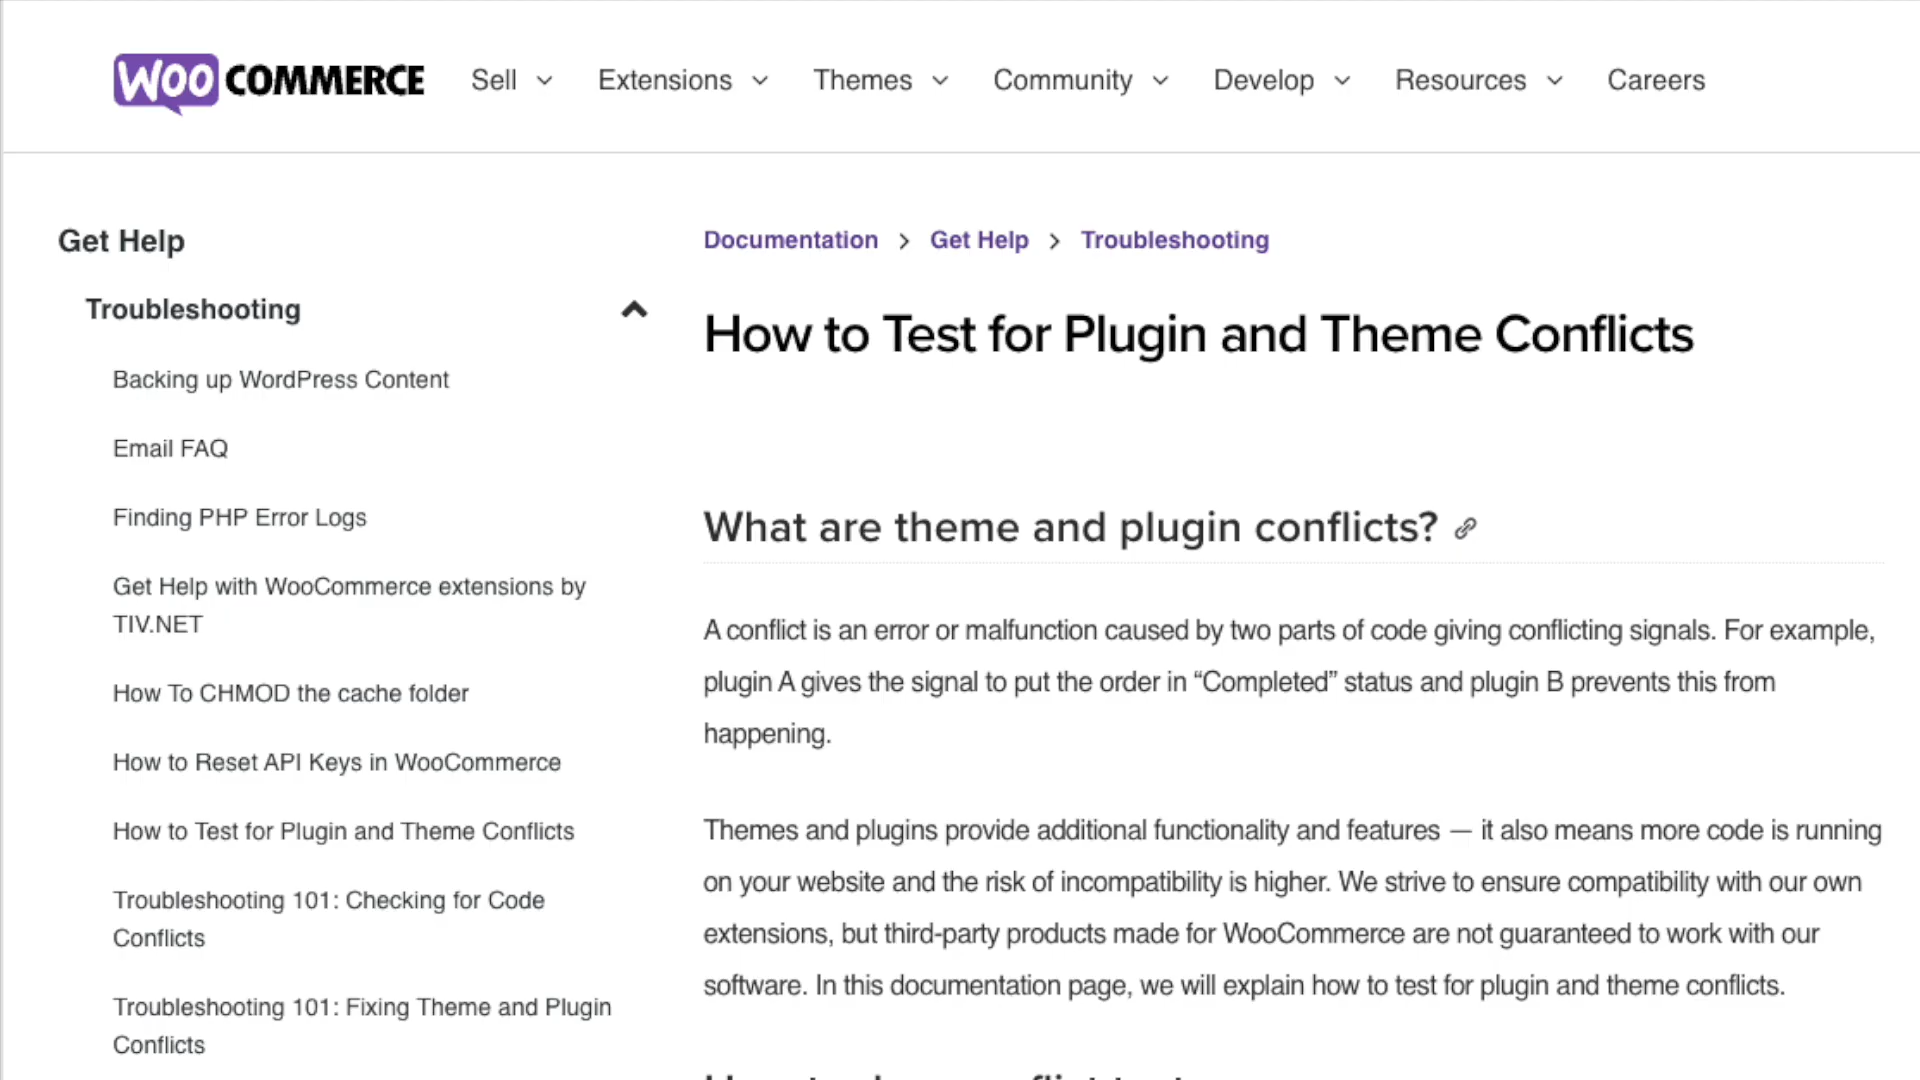 WOO COMMERCE Sell Extensions Themes Community Develop Resources Careers
Get Help
Troubleshooting
Backing up WordPress Content
Email FAQ
Finding PHP Error Logs
Get Help with WooCommerce extensions by
TIV.NET
How To CHMOD the cache folder
How to Reset API Keys in WooCommerce
How to Test for Plugin and Theme Conflicts
Troubleshooting 101: Checking for Code
Conflicts
Troubleshooting 101: Fixing Theme and Plugin
Conflicts
Documentation > Get Help > Troubleshooting
How to Test for Plugin and Theme Conflicts
What are theme and plugin conflicts?
A conflict is an error or malfunction caused by two parts of code giving conflicting signals. For example,
plugin A gives the signal to put the order in “Completed” status and plugin B prevents this from
happening.
Themes and plugins provide additional functionality and features — it also means more code is running
on your website and the risk of incompatibility is higher. We strive to ensure compatibility with our own
extensions, but third-party products made for WooCommerce are not guaranteed to work with our
software. In this documentation page, we will explain how to test for plugin and theme conflicts.